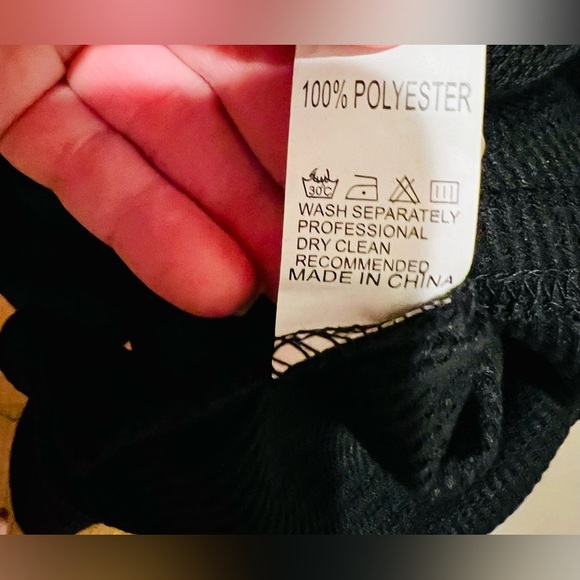 100% POLYESTER
30°C
WASH SEPARATELY
PROFESSIONAL
DRY CLEAN
RECOMMENDED
MADE IN CHINA